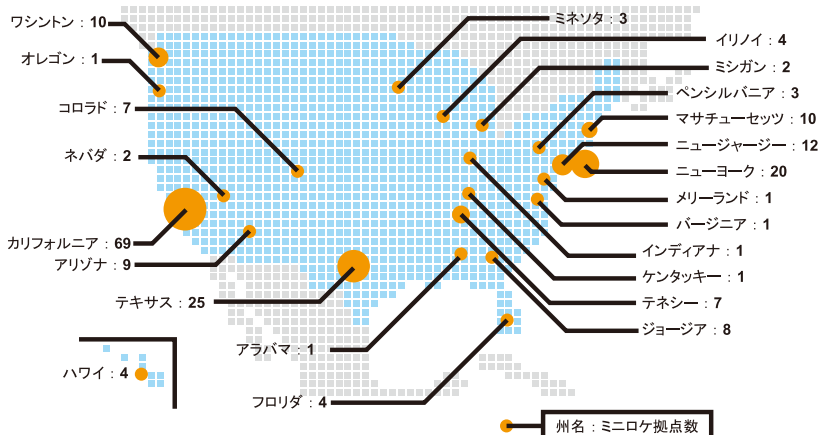 ワシントン：10
オレゴン：1
コロラド：7
ネバダ：2
カリフォルニア：69
アリゾナ：9
テキサス：25
アラバマ：1
ハワイ：4
フロリダ：4
ミネソタ：3
イリノイ：4
ミシガン：2
ペンシルバニア：3
マサチューセッツ：10
ニュージャージー：12
ニューヨーク：20
メリーランド：1
バージニア：1
インディアナ：1
ケンタッキー：1
テネシー：7
ジョージア：8
州名：ミニロケ拠点数